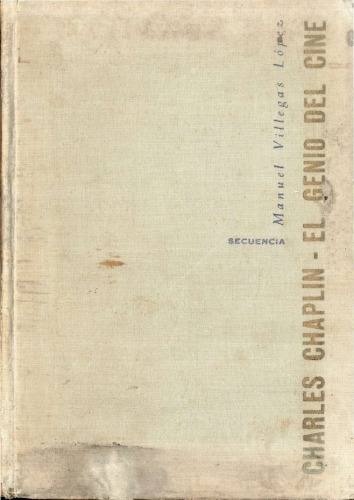 Manuel Villegas López
SECUENCIA
CHARLES CHAPLIN - EL GENIO DEL CINE